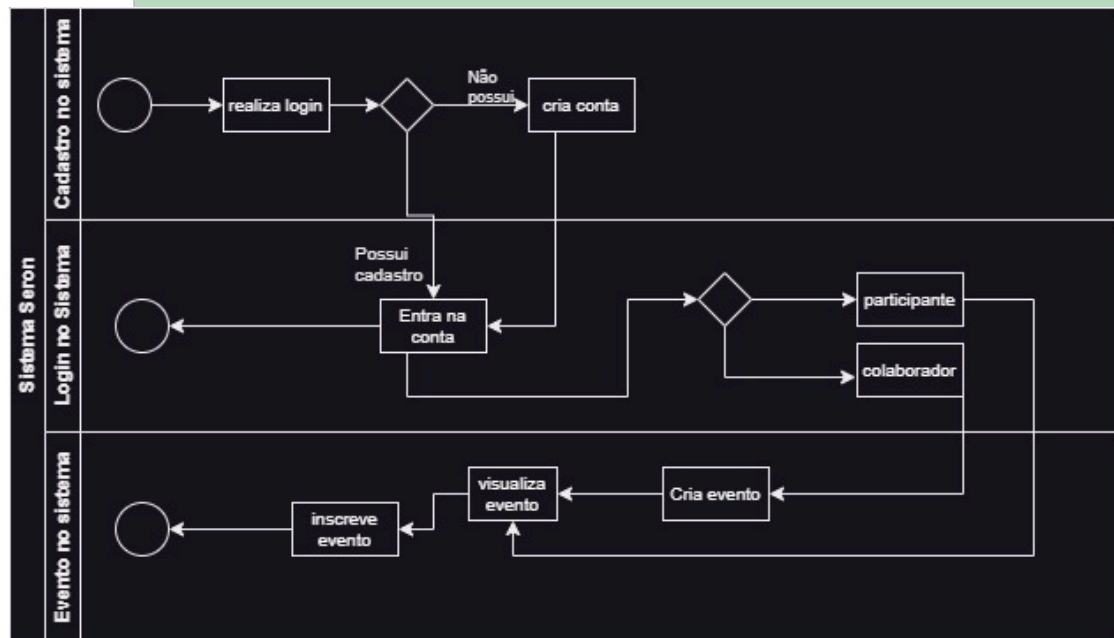 Sistema Seron
Cadastro no sistema
realiza login
Não
possui
cria conta
Login no Sistema
Possui
cadastro
Entra na
conta
participante
colaborador
Evento no sistema
visualiza
evento
Cria evento
inscreve
evento